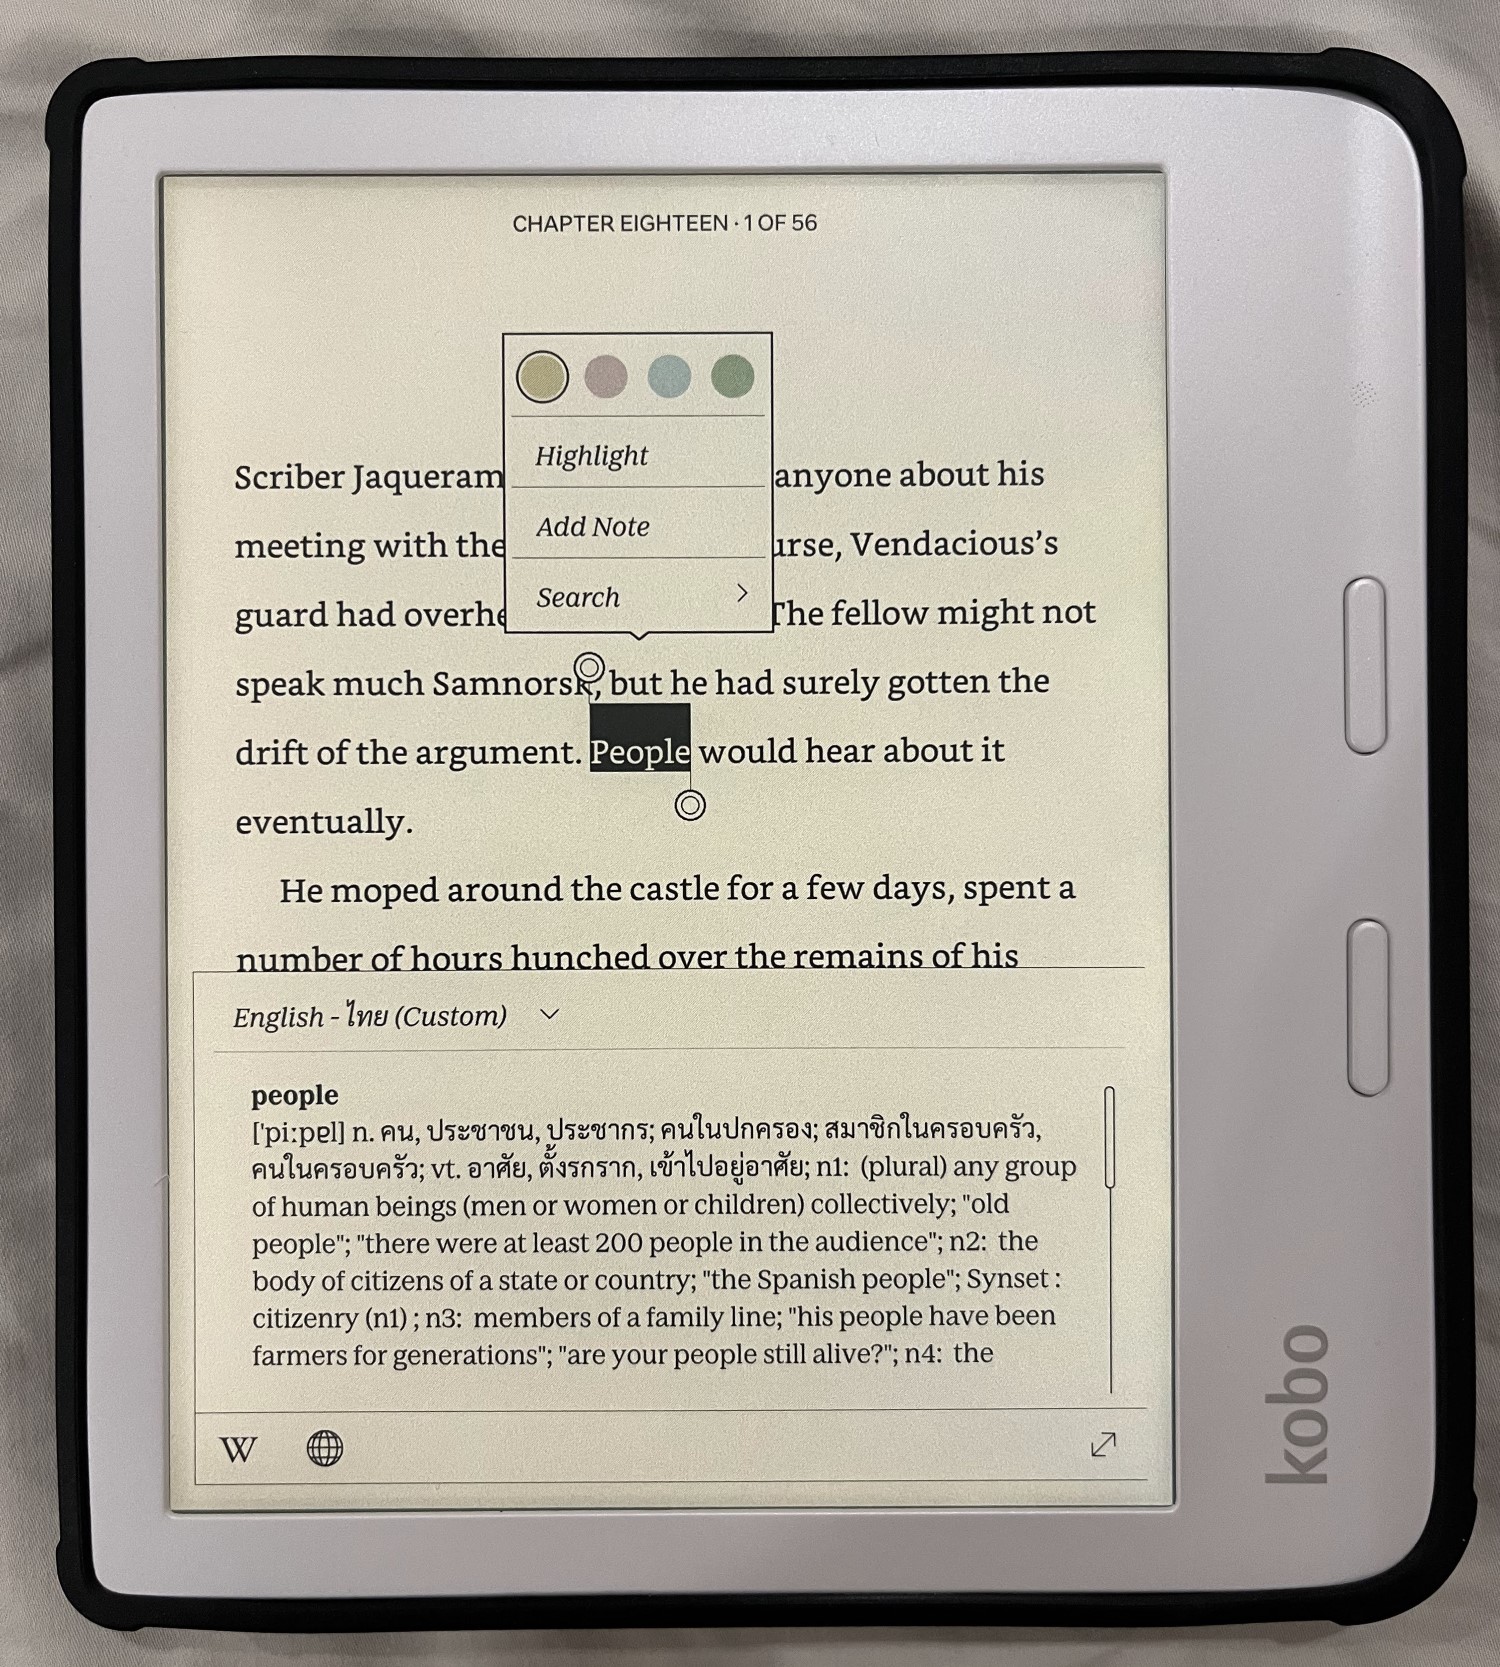 CHAPTER EIGHTEEN · 1 OF 56
Highlight
Add Note
Search
Scriber Jaqueram anyone about his
meeting with the Vendacious's
guard had The fellow might not
speak much Samnorsk, but he had surely gotten the
drift of the argument. People would hear about it
eventually.
He moped around the castle for a few days, spent a
number of hours hunched over the remains of his
English - ไทย (Custom)
people
['pi:pɐl] n. คน, ประชาชน, ประชากร; คนในปกครอง; สมาชิกในครอบครัว,
คนในครอบครัว; vt. อาศัย, ตั้งรกราก, เข้าไปอยู่อาศัย; n1: (plural) any group
of human beings (men or women or children) collectively; "old
people"; "there were at least 200 people in the audience"; n2: the
body of citizens of a state or country; "the Spanish people"; Synset :
citizenry (n1) ; n3: members of a family line; "his people have been
farmers for generations"; "are your people still alive?"; n4: the
W
kobo